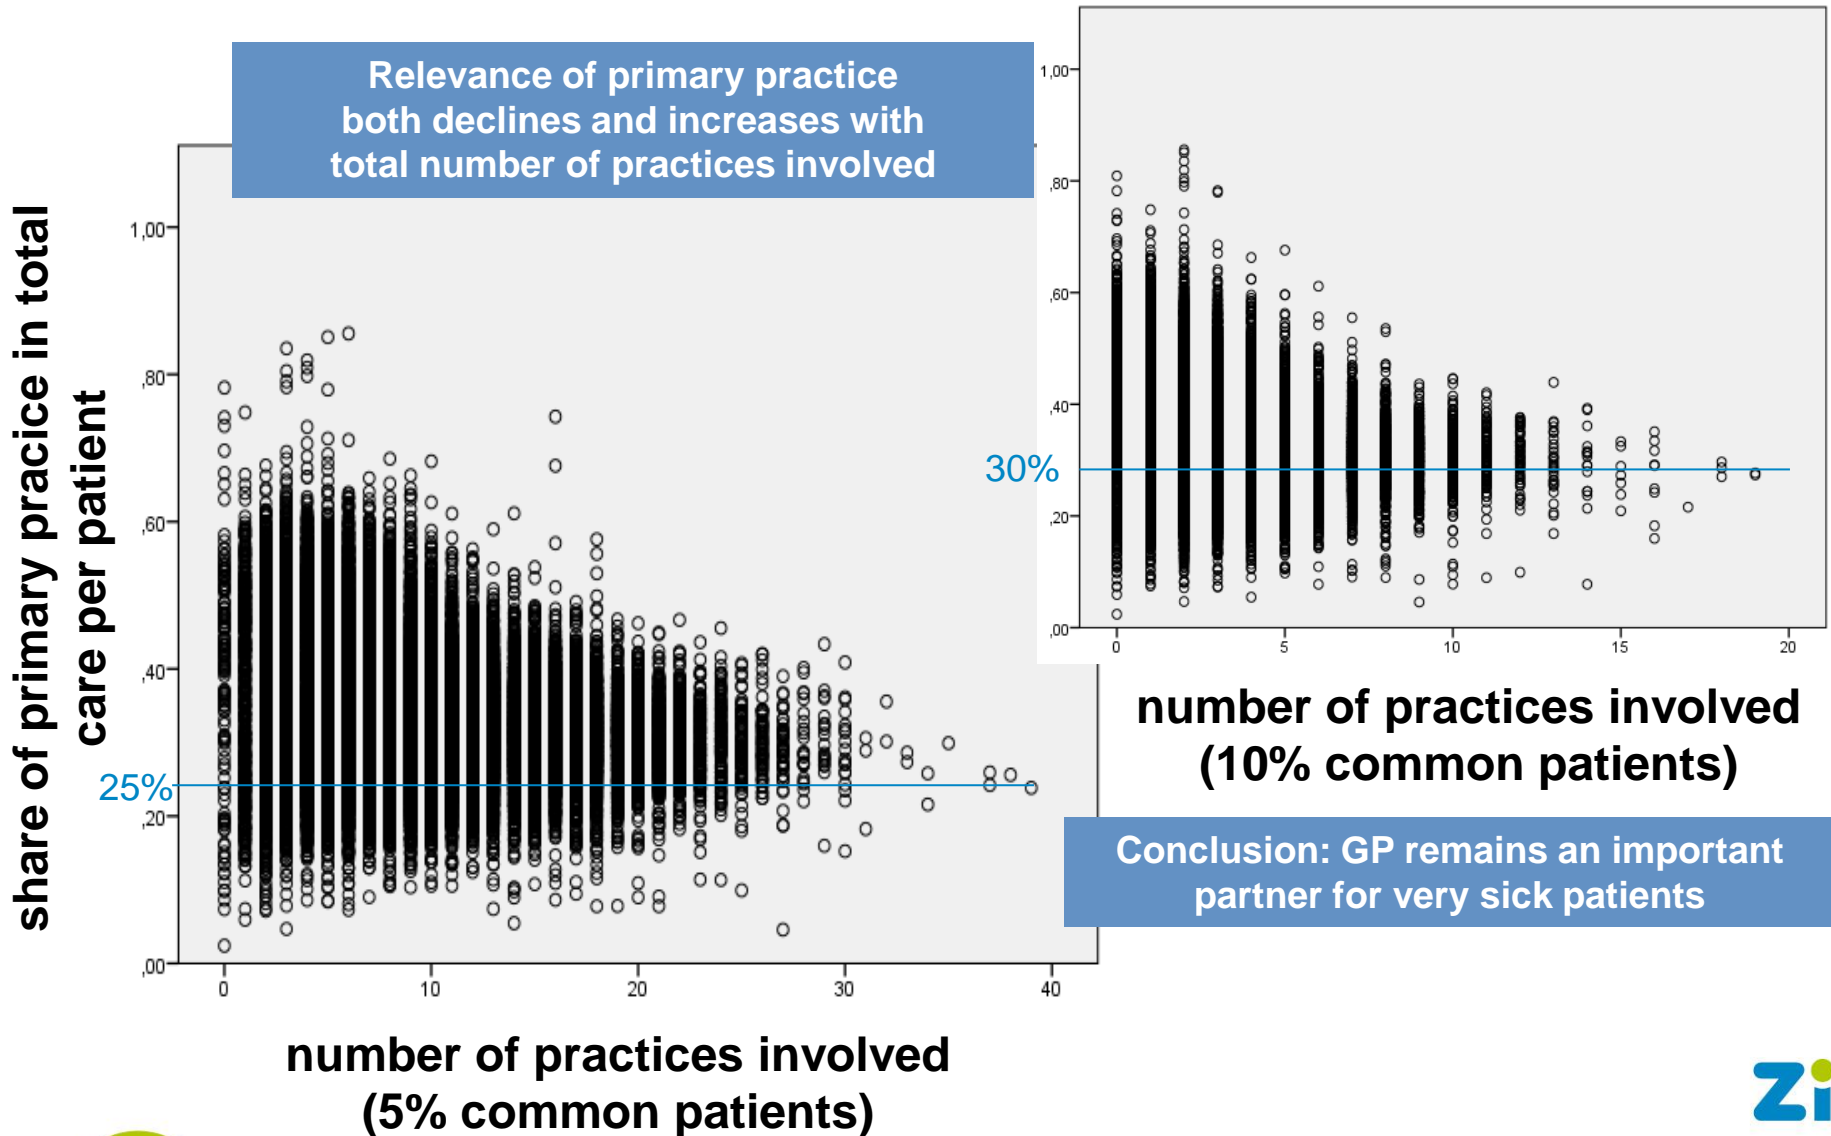 Relevance of primary practice
both declines and increases with
total number of practices involved
share of primary pracice in total
care per patient
1,00
,80
,60
,40
,20
,00
25%
0 10 20 30 40
number of practices involved
(5% common patients)
1,00
,80
,60
,40
,20
,00
30%
0 5 10 15 20
number of practices involved
(10% common patients)
Conclusion: GP remains an important
partner for very sick patients
Zi